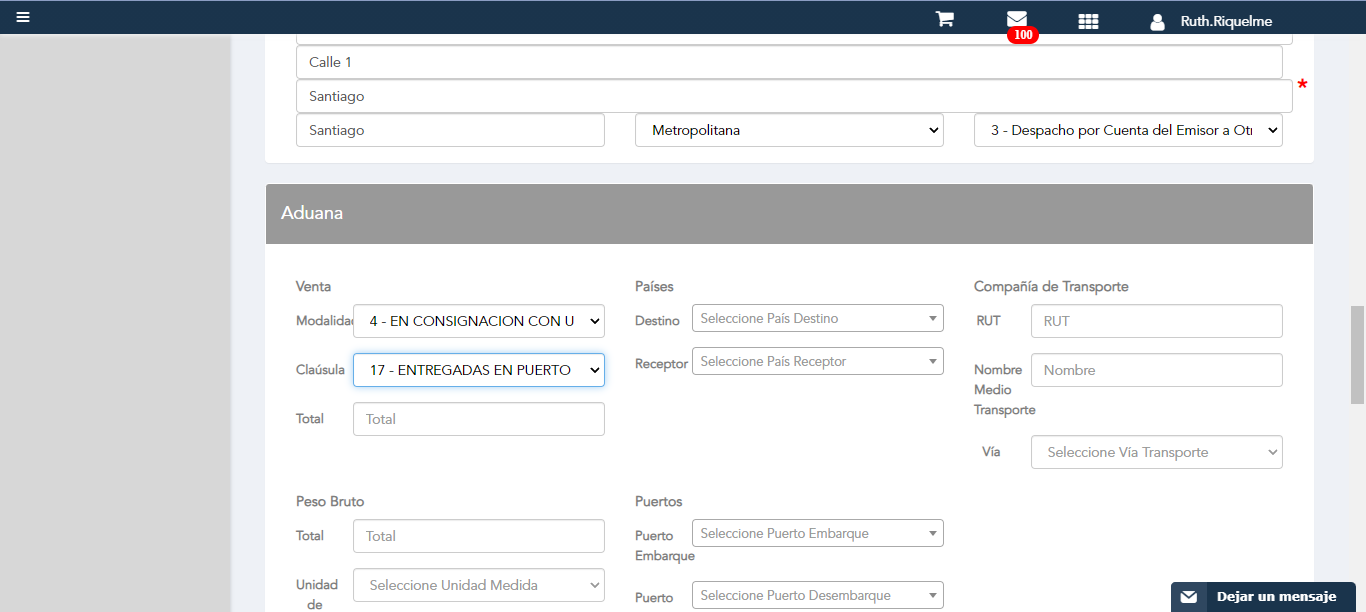 Ruth.Riquelme
100
Calle 1
Santiago
*
Santiago
Metropolitana
3 - Despacho por Cuenta del Emisor a Otr
Aduana
Venta
Modalidad
4 - EN CONSIGNACION CON U
Claúsula
17 - ENTREGADAS EN PUERTO
Total
Total
Países
Destino
Seleccione País Destino
Receptor
Seleccione País Receptor
Compañía de Transporte
RUT
RUT
Nombre
Medio
Transporte
Nombre
Vía
Seleccione Vía Transporte
Peso Bruto
Total
Total
Unidad
de
Seleccione Unidad Medida
Puertos
Puerto
Embarque
Seleccione Puerto Embarque
Puerto
Seleccione Puerto Desembarque
Dejar un mensaje